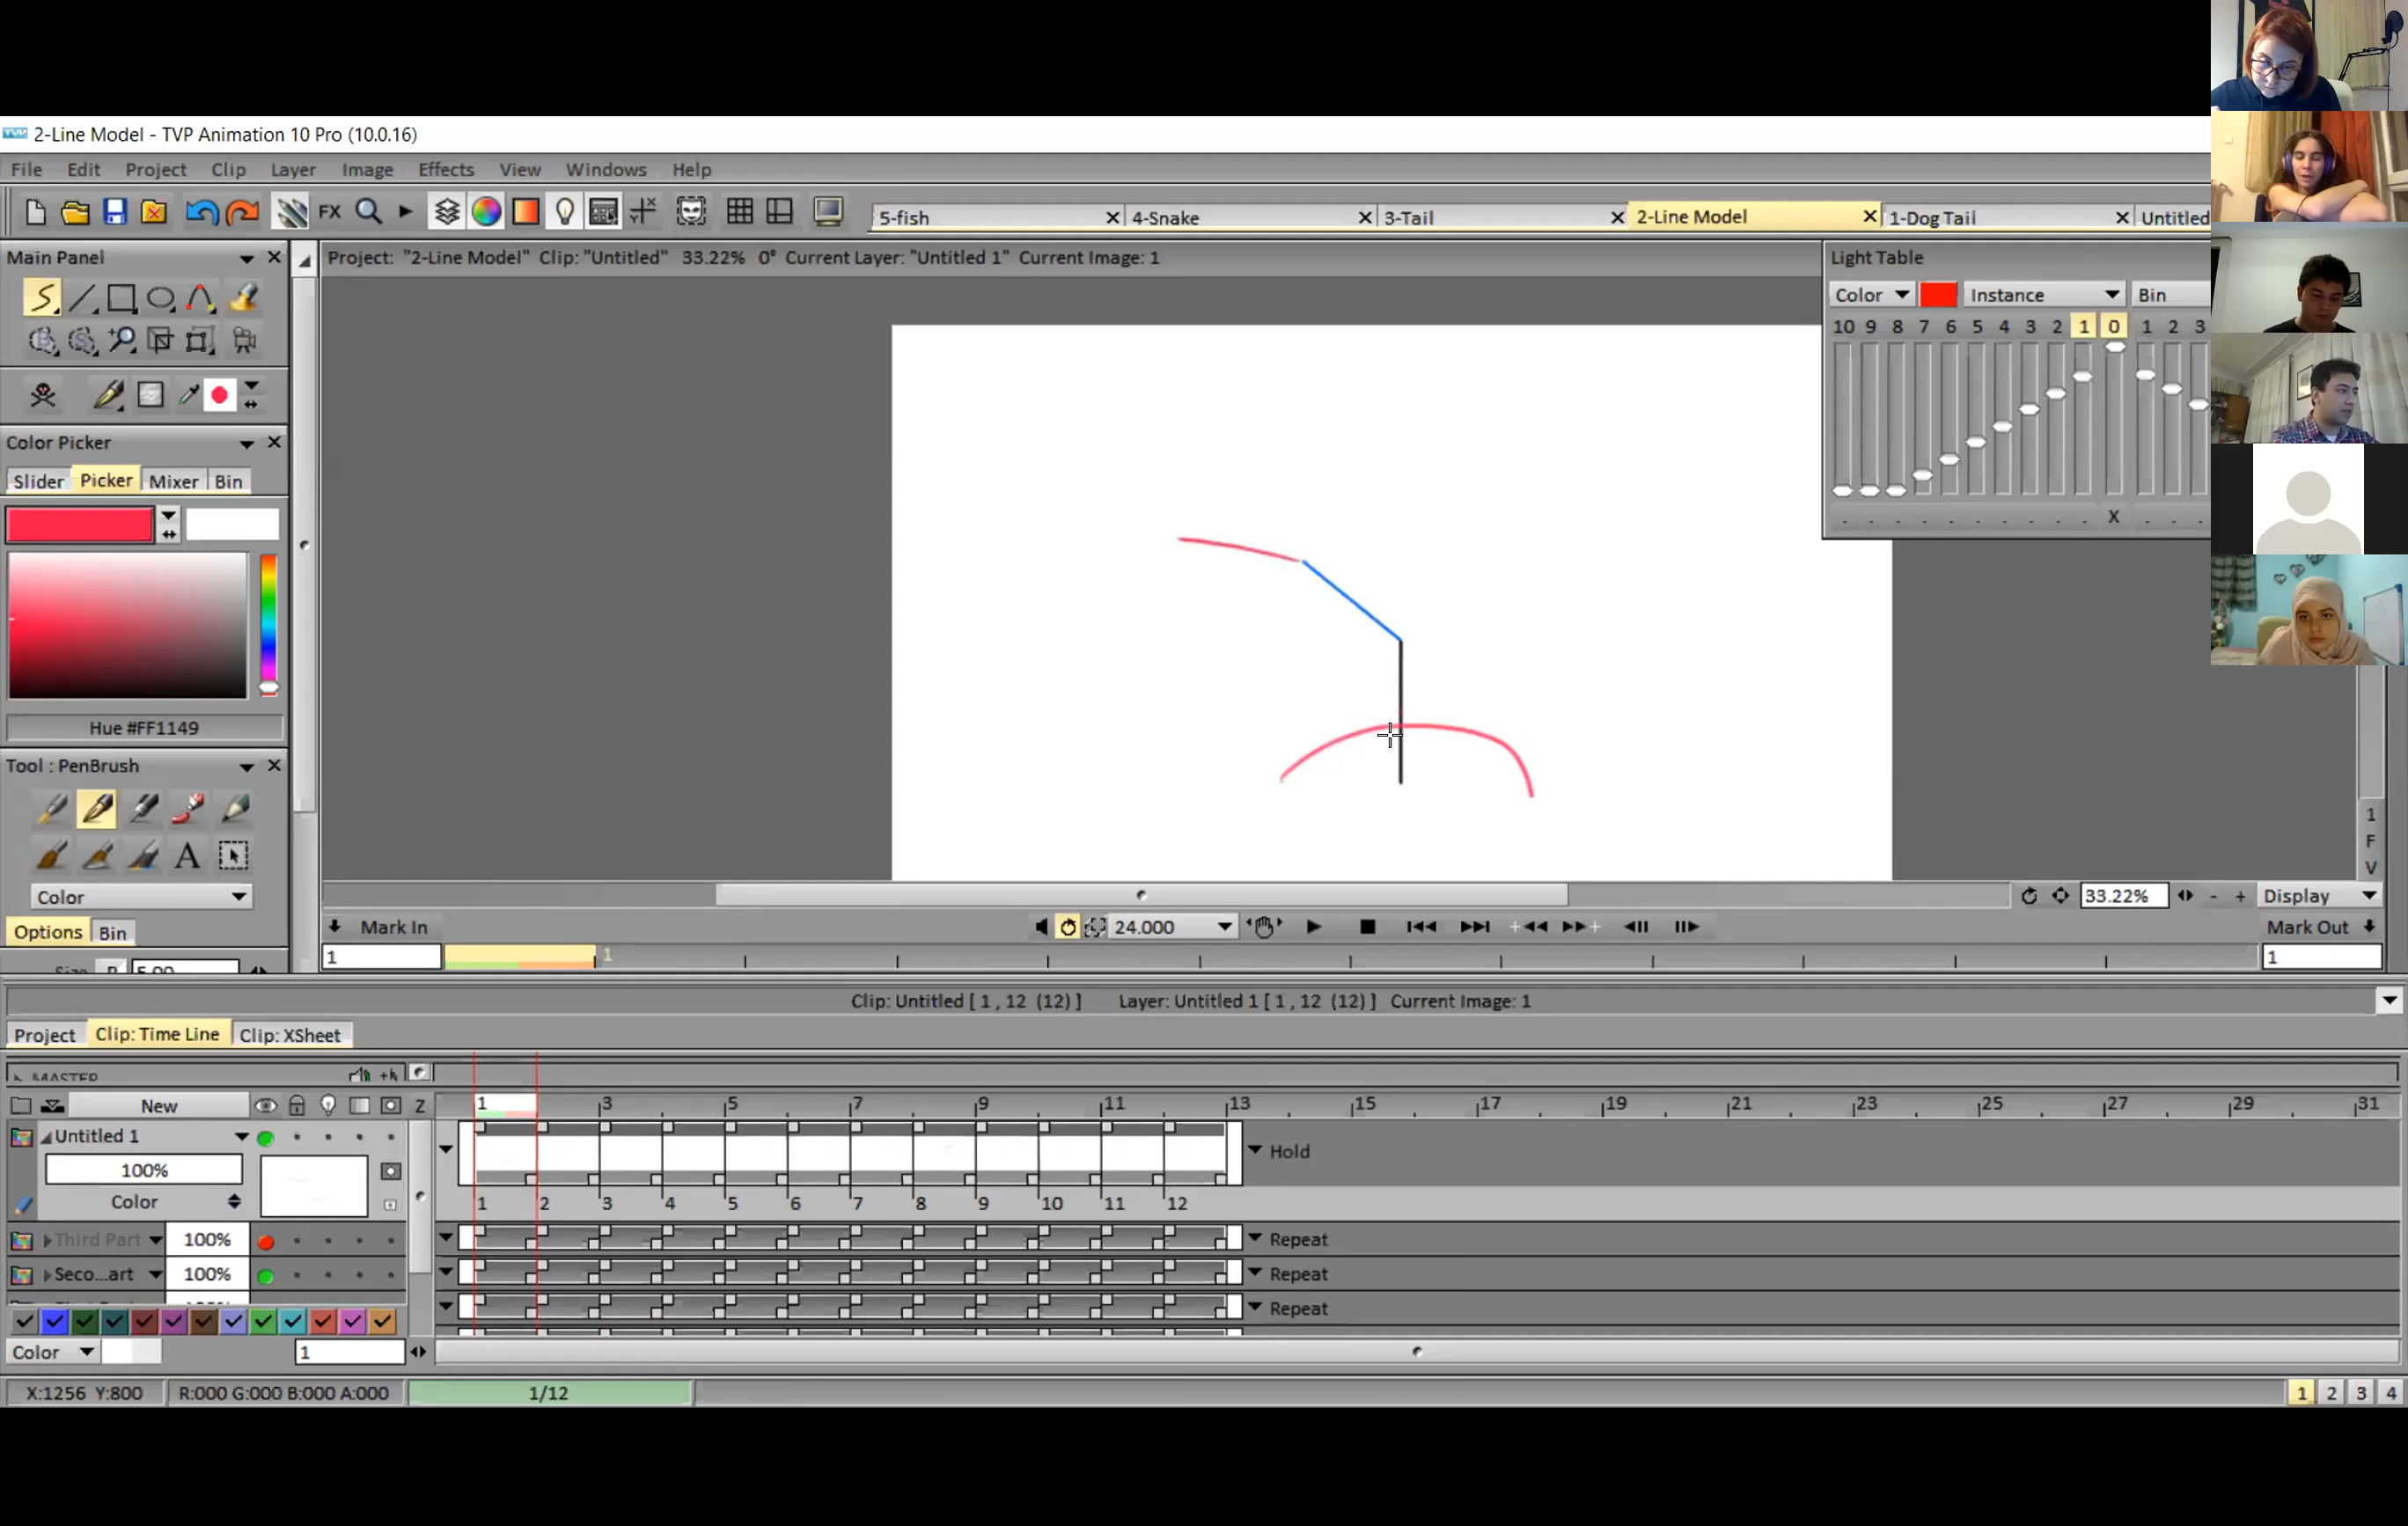 2-Line Model - TVP Animation 10 Pro (10.0.16)
File Edit Project Clip Layer Image Effects View Windows Help
FX 5-fish 4-Snake 3-Tail 2-Line Model 1-Dog Tail Untitled
Main Panel
Project: "2-Line Model" Clip: "Untitled" 33.22% 0° Current Layer: "Untitled 1" Current Image: 1
Light Table
Color Instance Bin
10 9 8 7 6 5 4 3 2 1 0 1 2 3
X
Color Picker
Slider Picker Mixer Bin
Hue #FF1149
Tool : PenBrush
A
Color
Options Bin
Size P 5.00
1
F
V
33.22% - + Display
Mark In 24.000 Mark Out
1 1 1
Clip: Untitled [ 1 , 12 (12) ] Layer: Untitled 1 [ 1 , 12 (12) ] Current Image: 1
Project Clip: Time Line Clip: XSheet
MASTER
New Z 1 3 5 7 9 11 13 15 17 19 21 23 25 27 29 31
Untitled 1
100% Hold
Color 1 2 3 4 5 6 7 8 9 10 11 12
Third Part 100% Repeat
Seco...art 100% Repeat
Repeat
Color 1
X:1256 Y:800 R:000 G:000 B:000 A:000 1/12 1 2 3 4